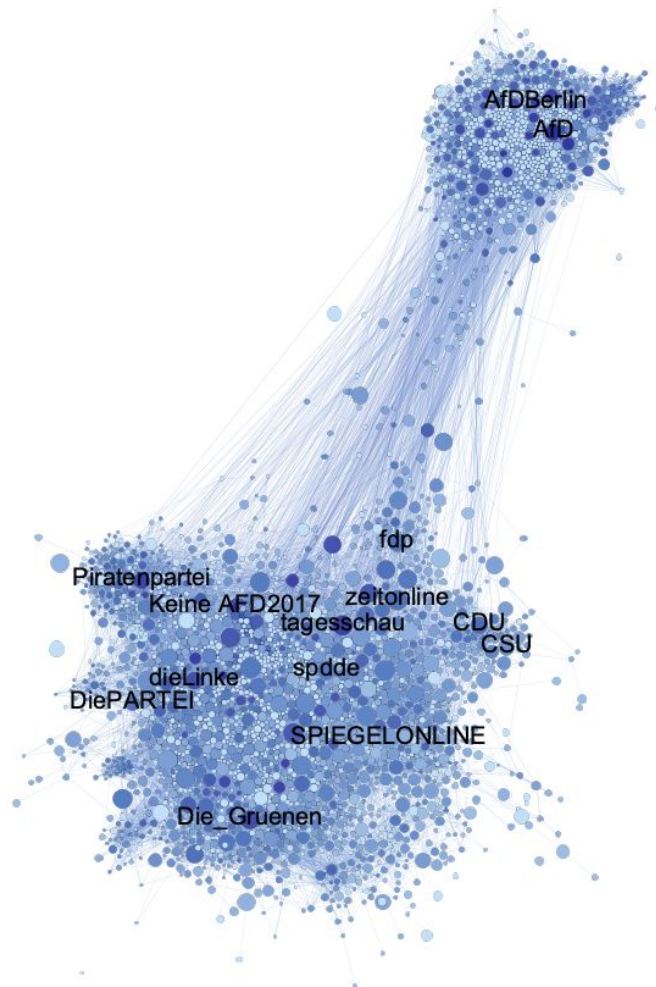 AfDBerlin
AfD
fdp
Piratenpartei
Keine AFD2017
zeitonline
tagesschau
CDU
CSU
dieLinke
spdde
DiePARTEI
SPIEGELONLINE
Die_Gruenen